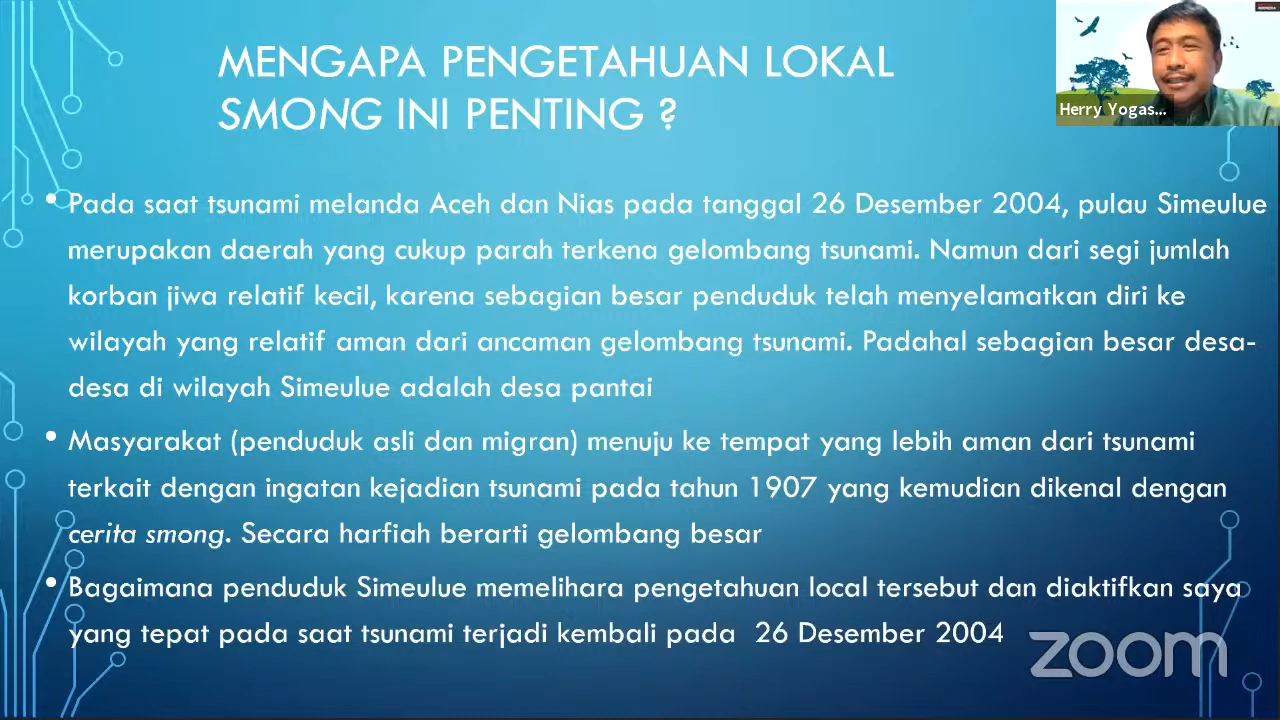 MENGAPA PENGETAHUAN LOKAL
SMONG INI PENTING ?
Herry Yogas...
• Pada saat tsunami melanda Aceh dan Nias pada tanggal 26 Desember 2004, pulau Simeulue
merupakan daerah yang cukup parah terkena gelombang tsunami. Namun dari segi jumlah
korban jiwa relatif kecil, karena sebagian besar penduduk telah menyelamatkan diri ke
wilayah yang relatif aman dari ancaman gelombang tsunami. Padahal sebagian besar desa-
desa di wilayah Simeulue adalah desa pantai
• Masyarakat (penduduk asli dan migran) menuju ke tempat yang lebih aman dari tsunami
terkait dengan ingatan kejadian tsunami pada tahun 1907 yang kemudian dikenal dengan
cerita smong. Secara harfiah berarti gelombang besar
• Bagaimana penduduk Simeulue memelihara pengetahuan local tersebut dan diaktifkan saya
yang tepat pada saat tsunami terjadi kembali pada 26 Desember 2004
zoom